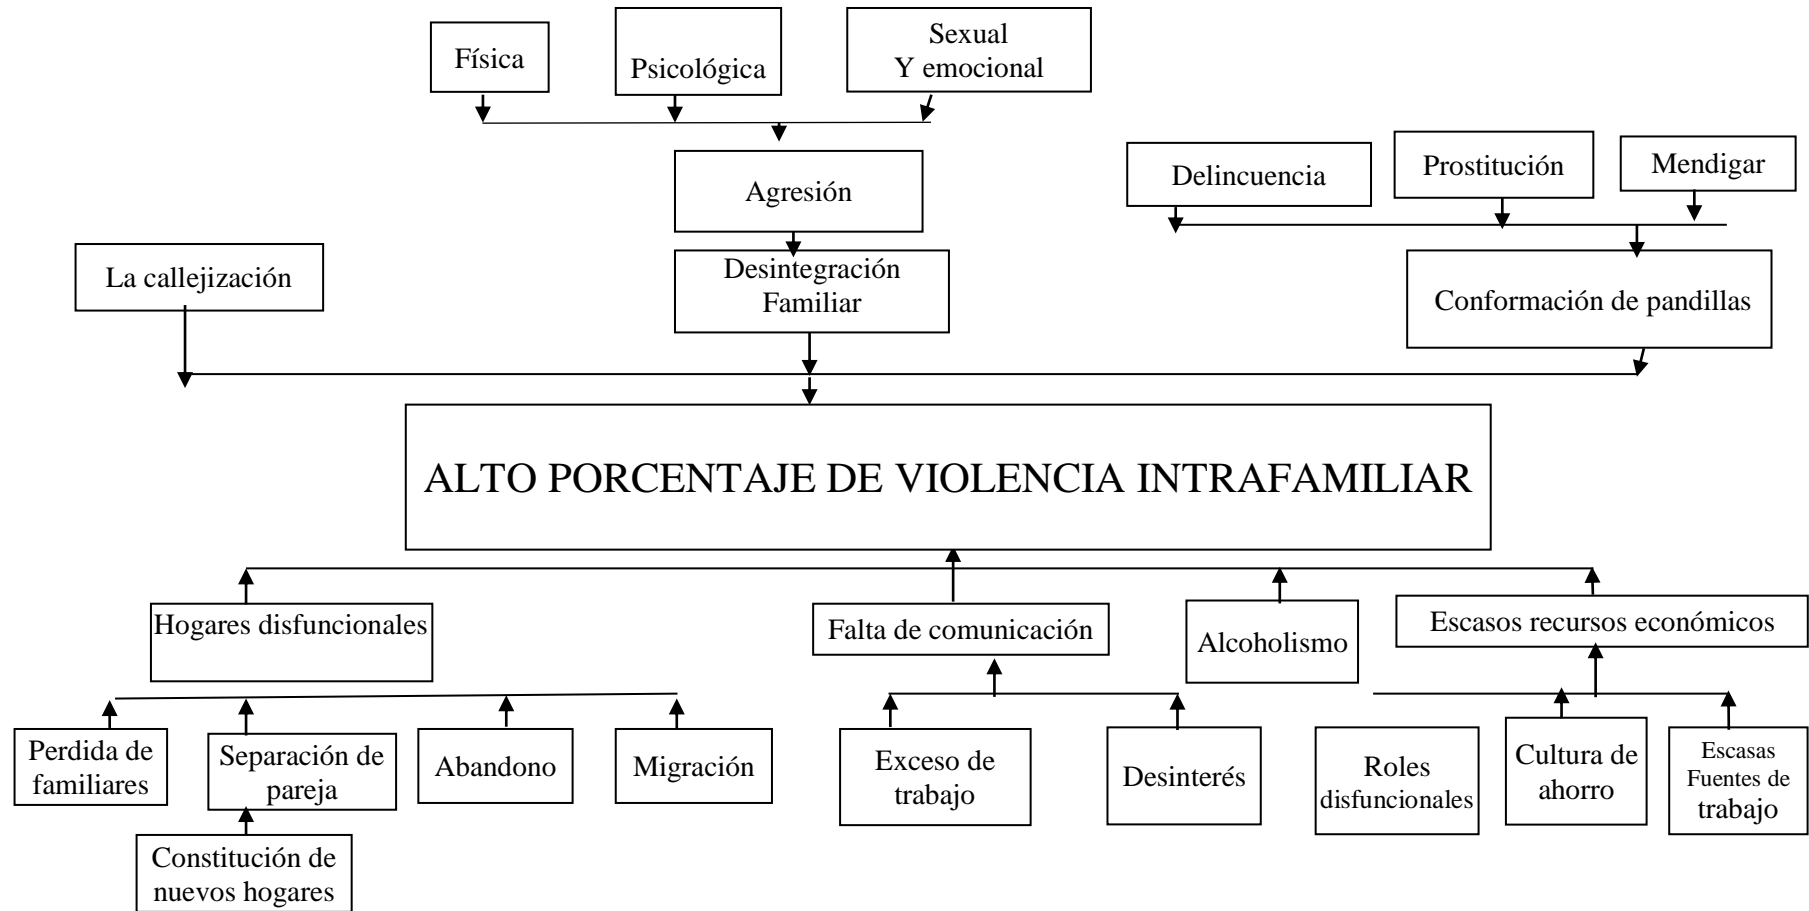 Física
Psicológica
Sexual
Y emocional
Agresión
Delincuencia
Prostitución
Mendigar
La callejización
Desintegración
Familiar
Conformación de pandillas
ALTO PORCENTAJE DE VIOLENCIA INTRAFAMILIAR
Hogares disfuncionales
Falta de comunicación
Alcoholismo
Escasos recursos económicos
Perdida de
familiares
Separación de
pareja
Abandono
Migración
Exceso de
trabajo
Desinterés
Roles
disfuncionales
Cultura de
ahorro
Escasas
Fuentes de
trabajo
Constitución de
nuevos hogares